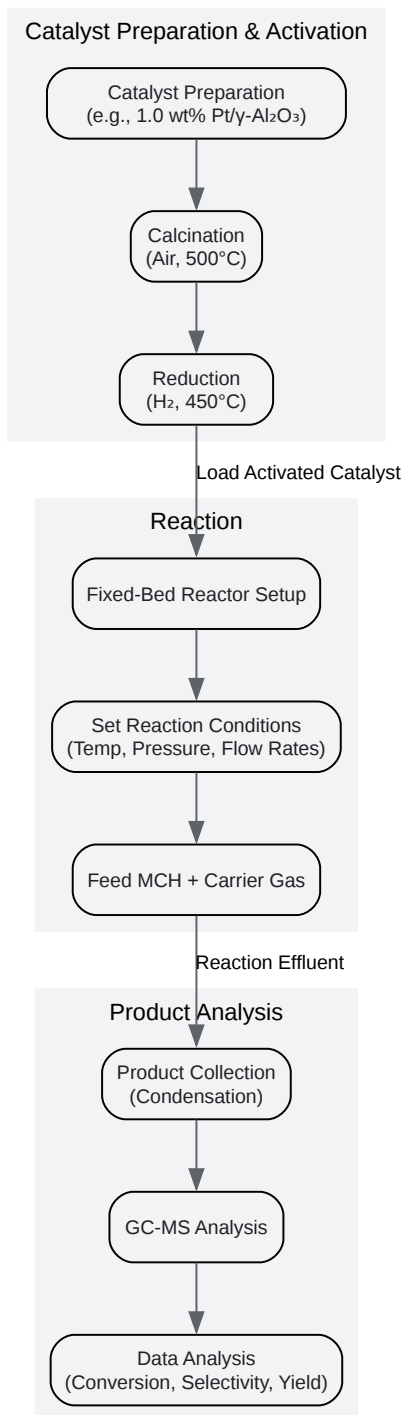 Catalyst Preparation & Activation
Catalyst Preparation
(e.g., 1.0 wt% Pt/γ-Al₂O₃)
Calcination
(Air, 500°C)
Reduction
(H₂, 450°C)
Load Activated Catalyst
Reaction
Fixed-Bed Reactor Setup
Set Reaction Conditions
(Temp, Pressure, Flow Rates)
Feed MCH + Carrier Gas
Reaction Effluent
Product Analysis
Product Collection
(Condensation)
GC-MS Analysis
Data Analysis
(Conversion, Selectivity, Yield)